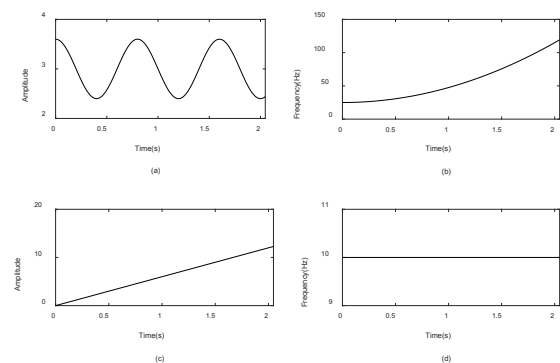 4
3
2
Amplitude
0 0.5 1 1.5 2
Time(s)
(a)
150
100
50
0
Frequency(Hz)
0 0.5 1 1.5 2
Time(s)
(b)
20
10
0
Amplitude
0 0.5 1 1.5 2
Time(s)
(c)
11
10
9
Frequency(Hz)
0 0.5 1 1.5 2
Time(s)
(d)